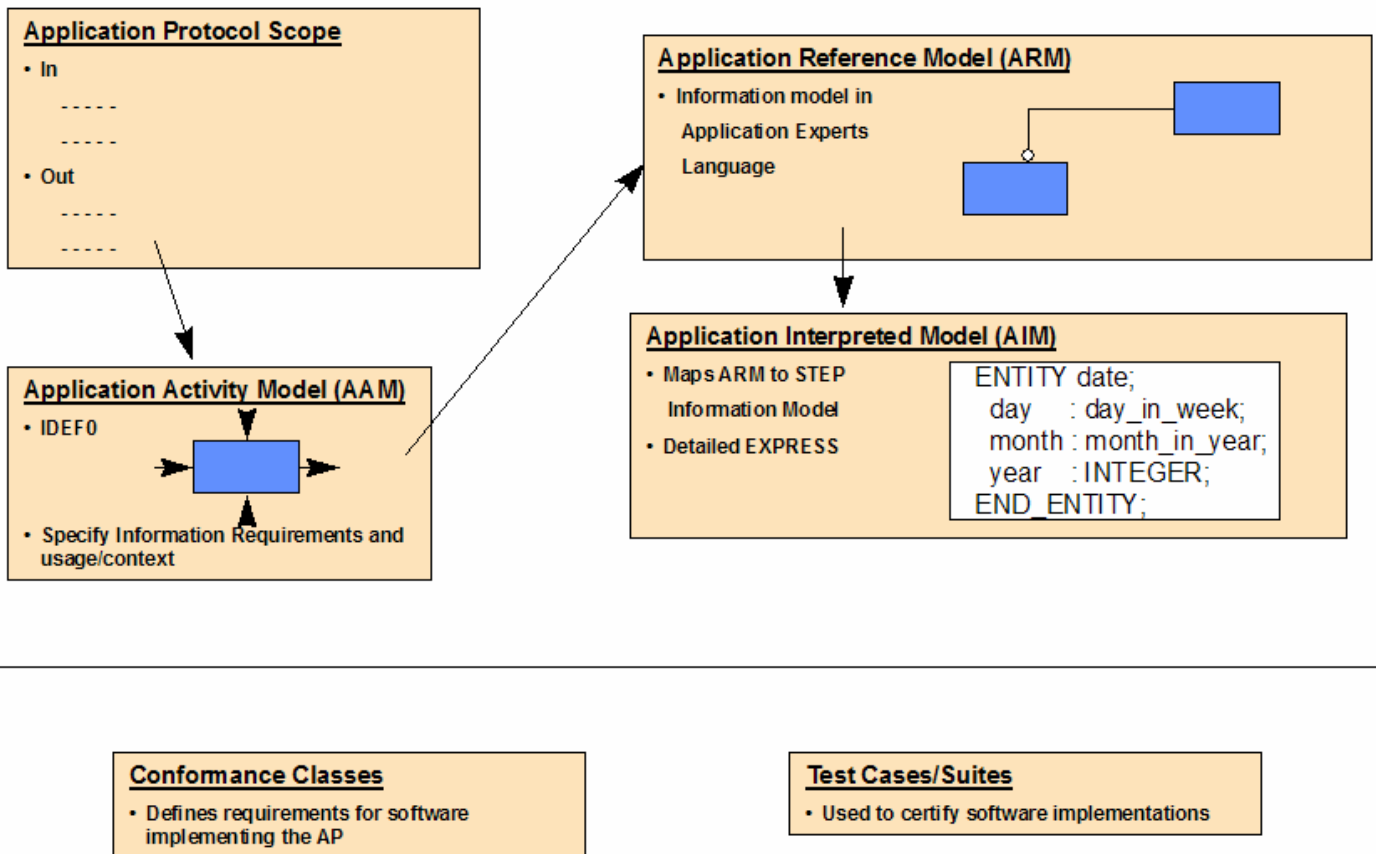 Application Protocol Scope
• In
- - - - -
- - - - -
• Out
- - - - -
- - - - -
Application Activity Model (AAM)
• IDEF0
• Specify Information Requirements and
usage/context
Application Reference Model (ARM)
• Information model in
Application Experts
Language
Application Interpreted Model (AIM)
• Maps ARM to STEP
Information Model
• Detailed EXPRESS
ENTITY date;
day : day_in_week;
month : month_in_year;
year : INTEGER;
END_ENTITY;
Conformance Classes
• Defines requirements for software
implementing the AP
Test Cases/Suites
• Used to certify software implementations